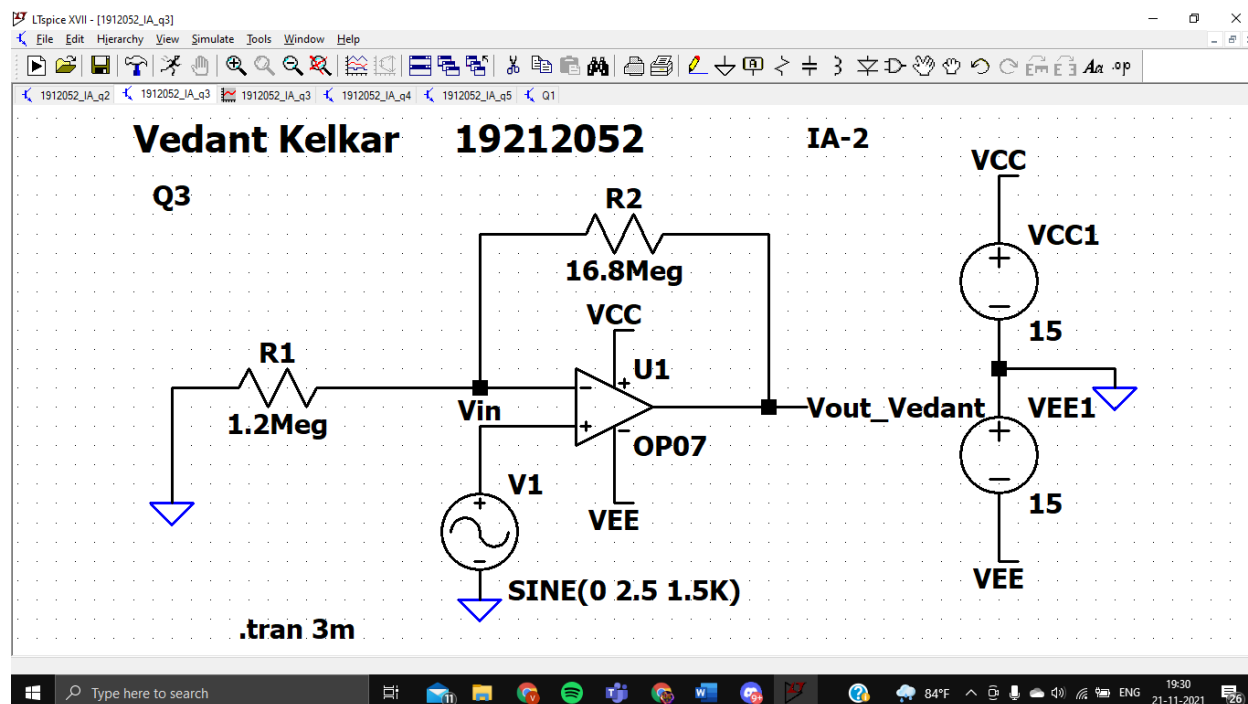 LTspice XVII - [1912052_IA_q3]
File Edit Hierarchy View Simulate Tools Window Help
1912052_IA_q2 1912052_IA_q3 1912052_IA_q3 1912052_IA_q4 1912052_IA_q5 Q1
Vedant Kelkar 19212052 IA-2
Q3
R2
16.8Meg
VCC
U1
R1
1.2Meg
Vin
OP07
VEE
Vout_Vedant
V1
SINE(0 2.5 1.5K)
.tran 3m
VCC
VCC1
15
VEE1
15
VEE
Type here to search
11
84°F ENG
19:30
21-11-2021
26